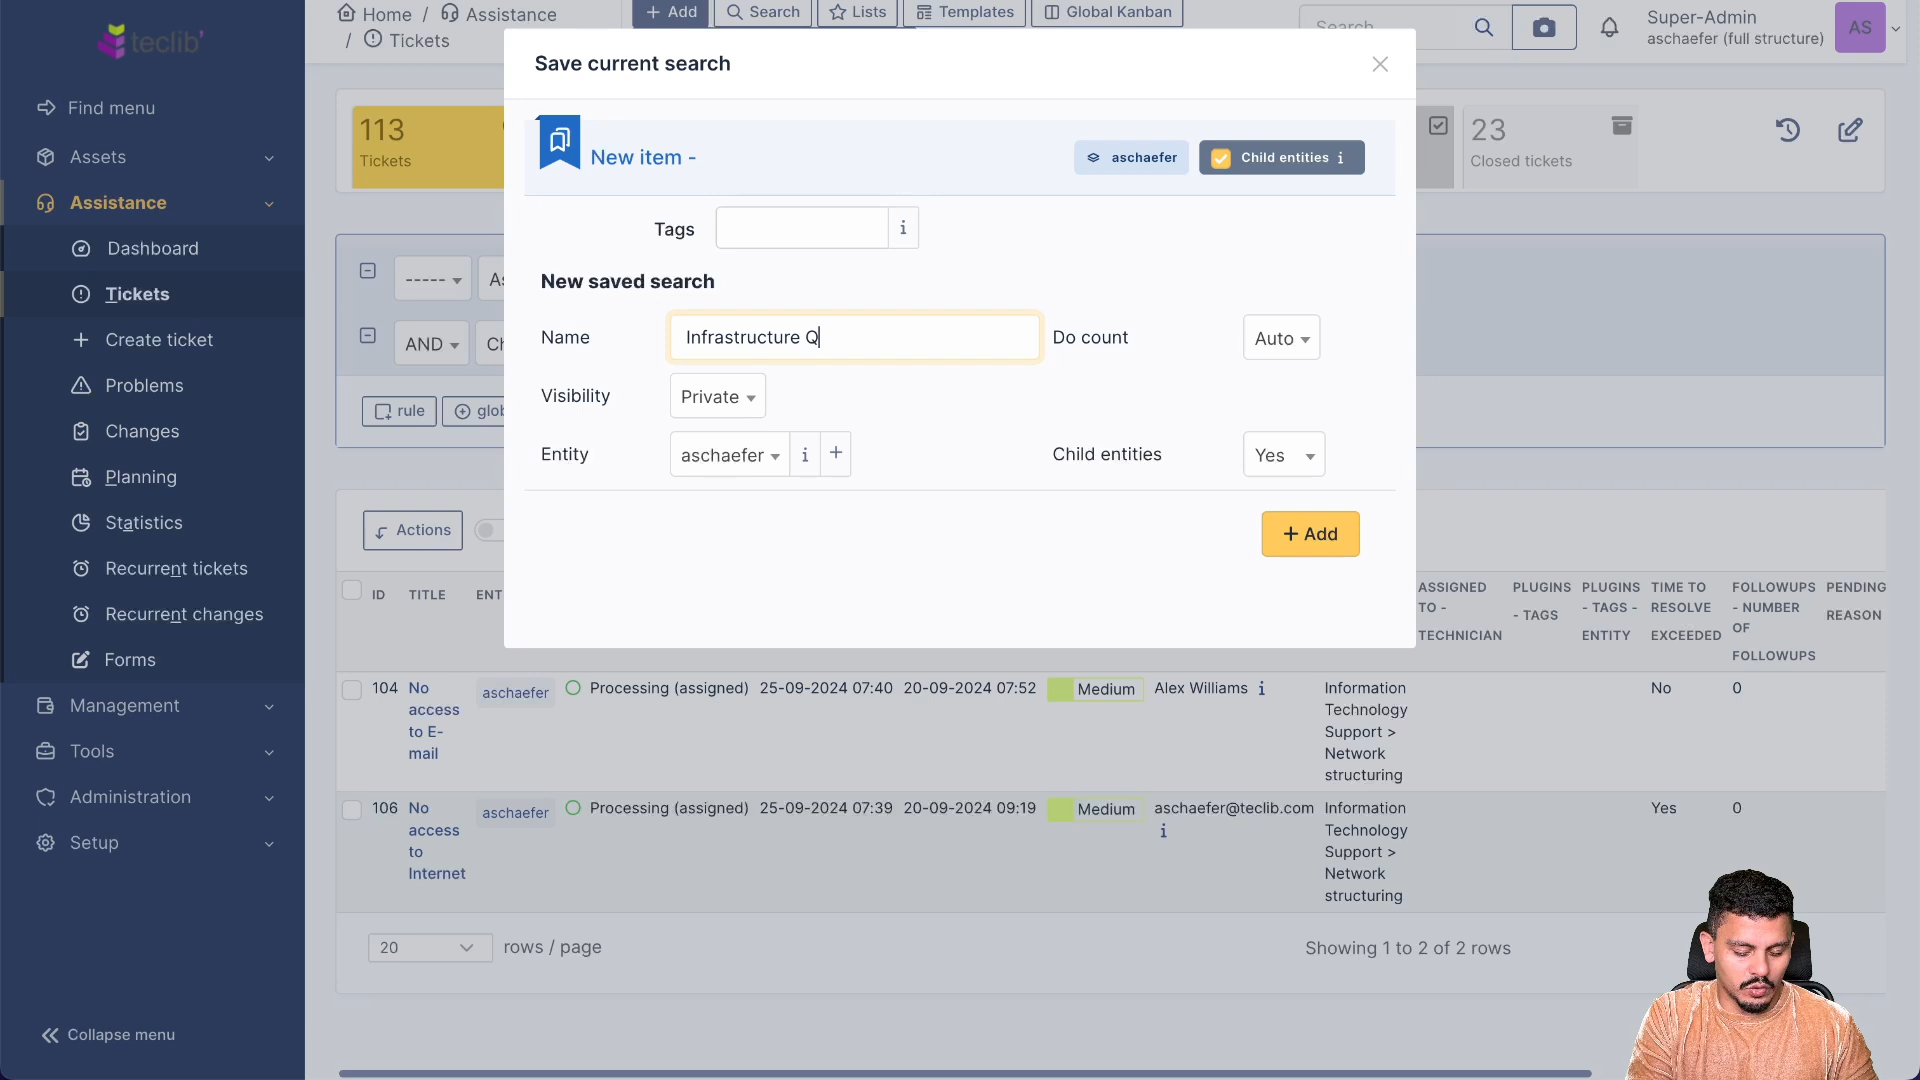 teclib'
Find menu
Assets
Assistance
Dashboard
Tickets
Create ticket
Problems
Changes
Planning
Statistics
Recurrent tickets
Recurrent changes
Forms
Management
Tools
Administration
Setup
Collapse menu
Home / Assistance
/ Tickets
+ Add
Search
Lists
Templates
Global Kanban
Search
Super-Admin
aschaefer (full structure)
AS
113
Tickets
23
Closed tickets
-----
As
AND
Ch
rule
glob
Actions
Save current search
New item -
aschaefer
Child entities i
Tags
i
New saved search
Name
Infrastructure Q
Do count
Auto
Visibility
Private
Entity
aschaefer
i
+
Child entities
Yes
+ Add
ID
TITLE
ENT
ASSIGNED
TO -
TECHNICIAN
PLUGINS
- TAGS
PLUGINS
- TAGS -
ENTITY
TIME TO
RESOLVE
EXCEEDED
FOLLOWUPS
- NUMBER
OF
FOLLOWUPS
PENDING
REASON
104
No
access
to E-
mail
aschaefer
Processing (assigned)
25-09-2024 07:40
20-09-2024 07:52
Medium
Alex Williams i
Information
Technology
Support >
Network
structuring
No
0
106
No
access
to
Internet
aschaefer
Processing (assigned)
25-09-2024 07:39
20-09-2024 09:19
Medium
aschaefer@teclib.com
i
Information
Technology
Support >
Network
structuring
Yes
0
20
rows / page
Showing 1 to 2 of 2 rows